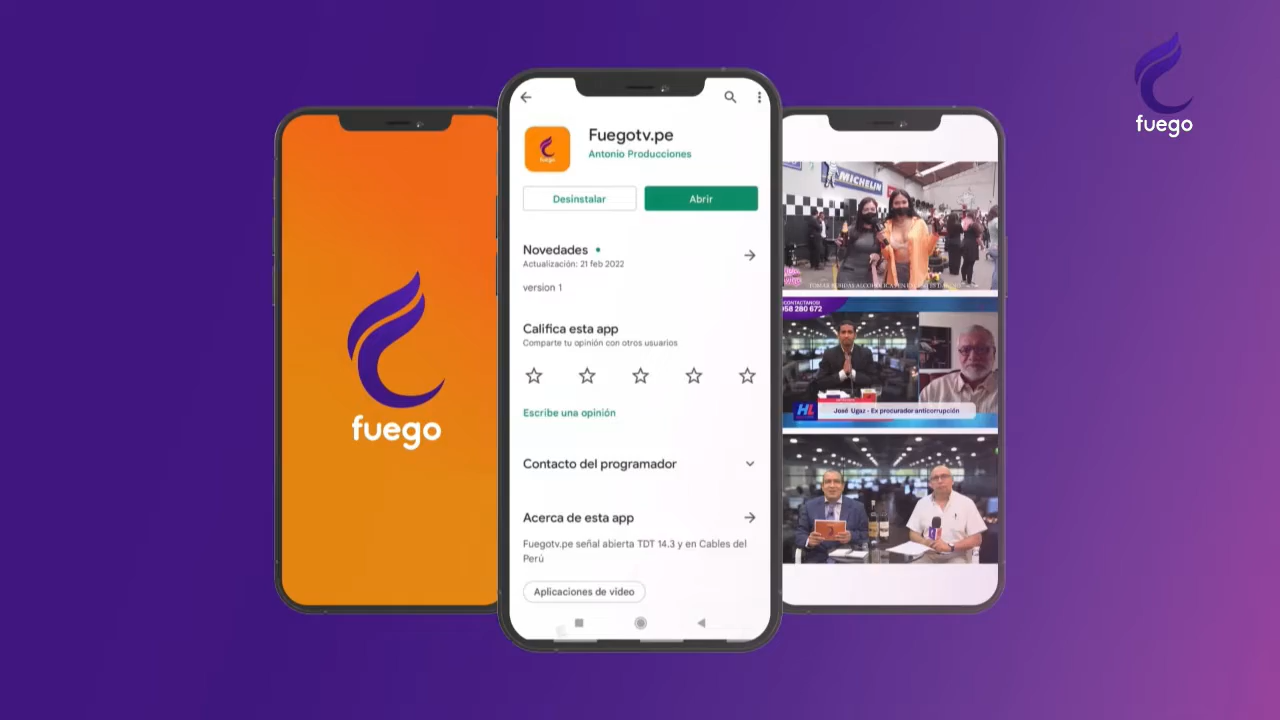 fuego
fuego
Fuegotv.pe
Antonio Producciones
fuego
Desinstalar
Abrir
Novedades
Actualización: 21 feb 2022
version 1
Califica esta app
Comparte tu opinión con otros usuarios
Escribe una opinión
Contacto del programador
Acerca de esta app
Fuegotv.pe señal abierta TDT 14.3 y en Cables del
Perú
Aplicaciones de video
MICHELIN
958 280 672
HL
José Ugaz - Ex procurador anticorrupción